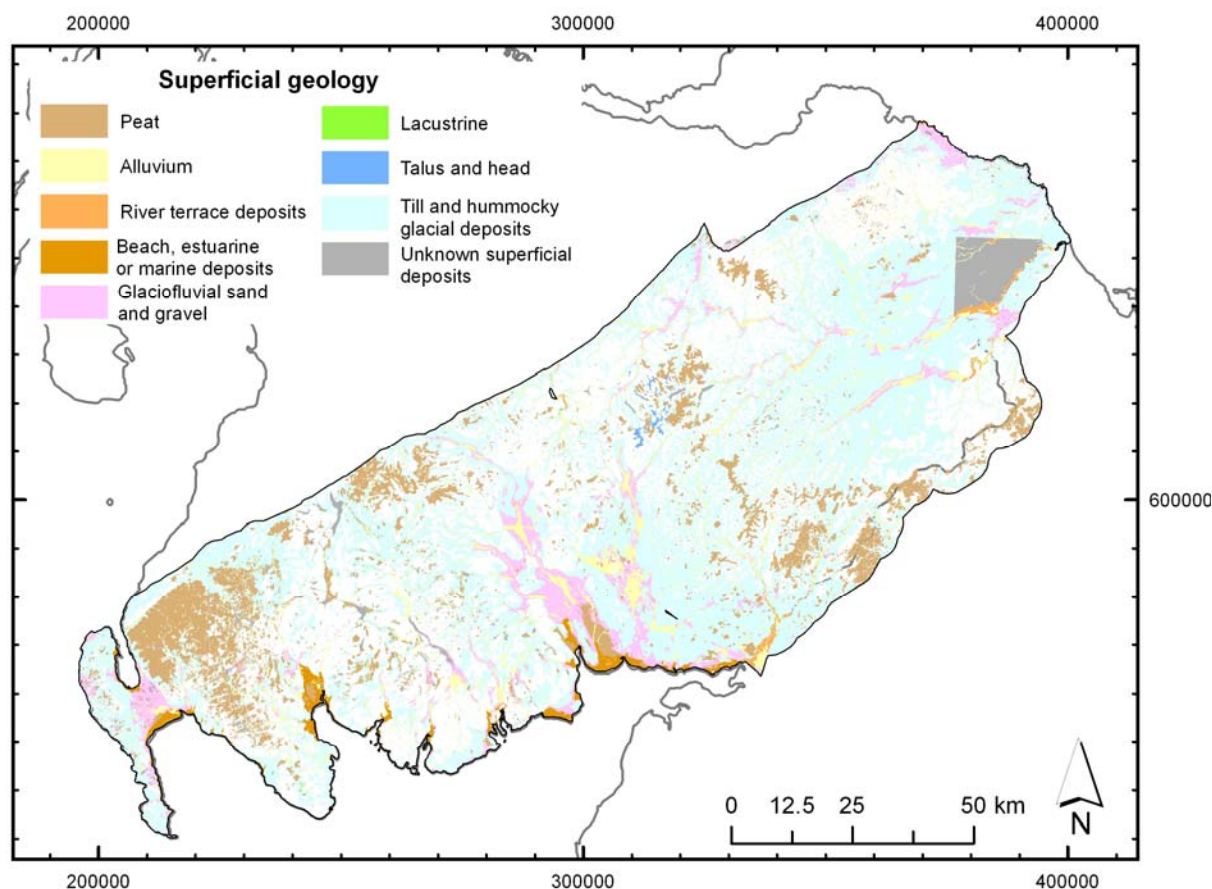 200000 300000 400000
Superficial geology
Peat
Alluvium
River terrace deposits
Beach, estuarine
or marine deposits
Glaciofluvial sand
and gravel
Lacustrine
Talus and head
Till and hummocky
glacial deposits
Unknown superficial
deposits
600000
0 12.5 25 50 km
N
200000 300000 400000